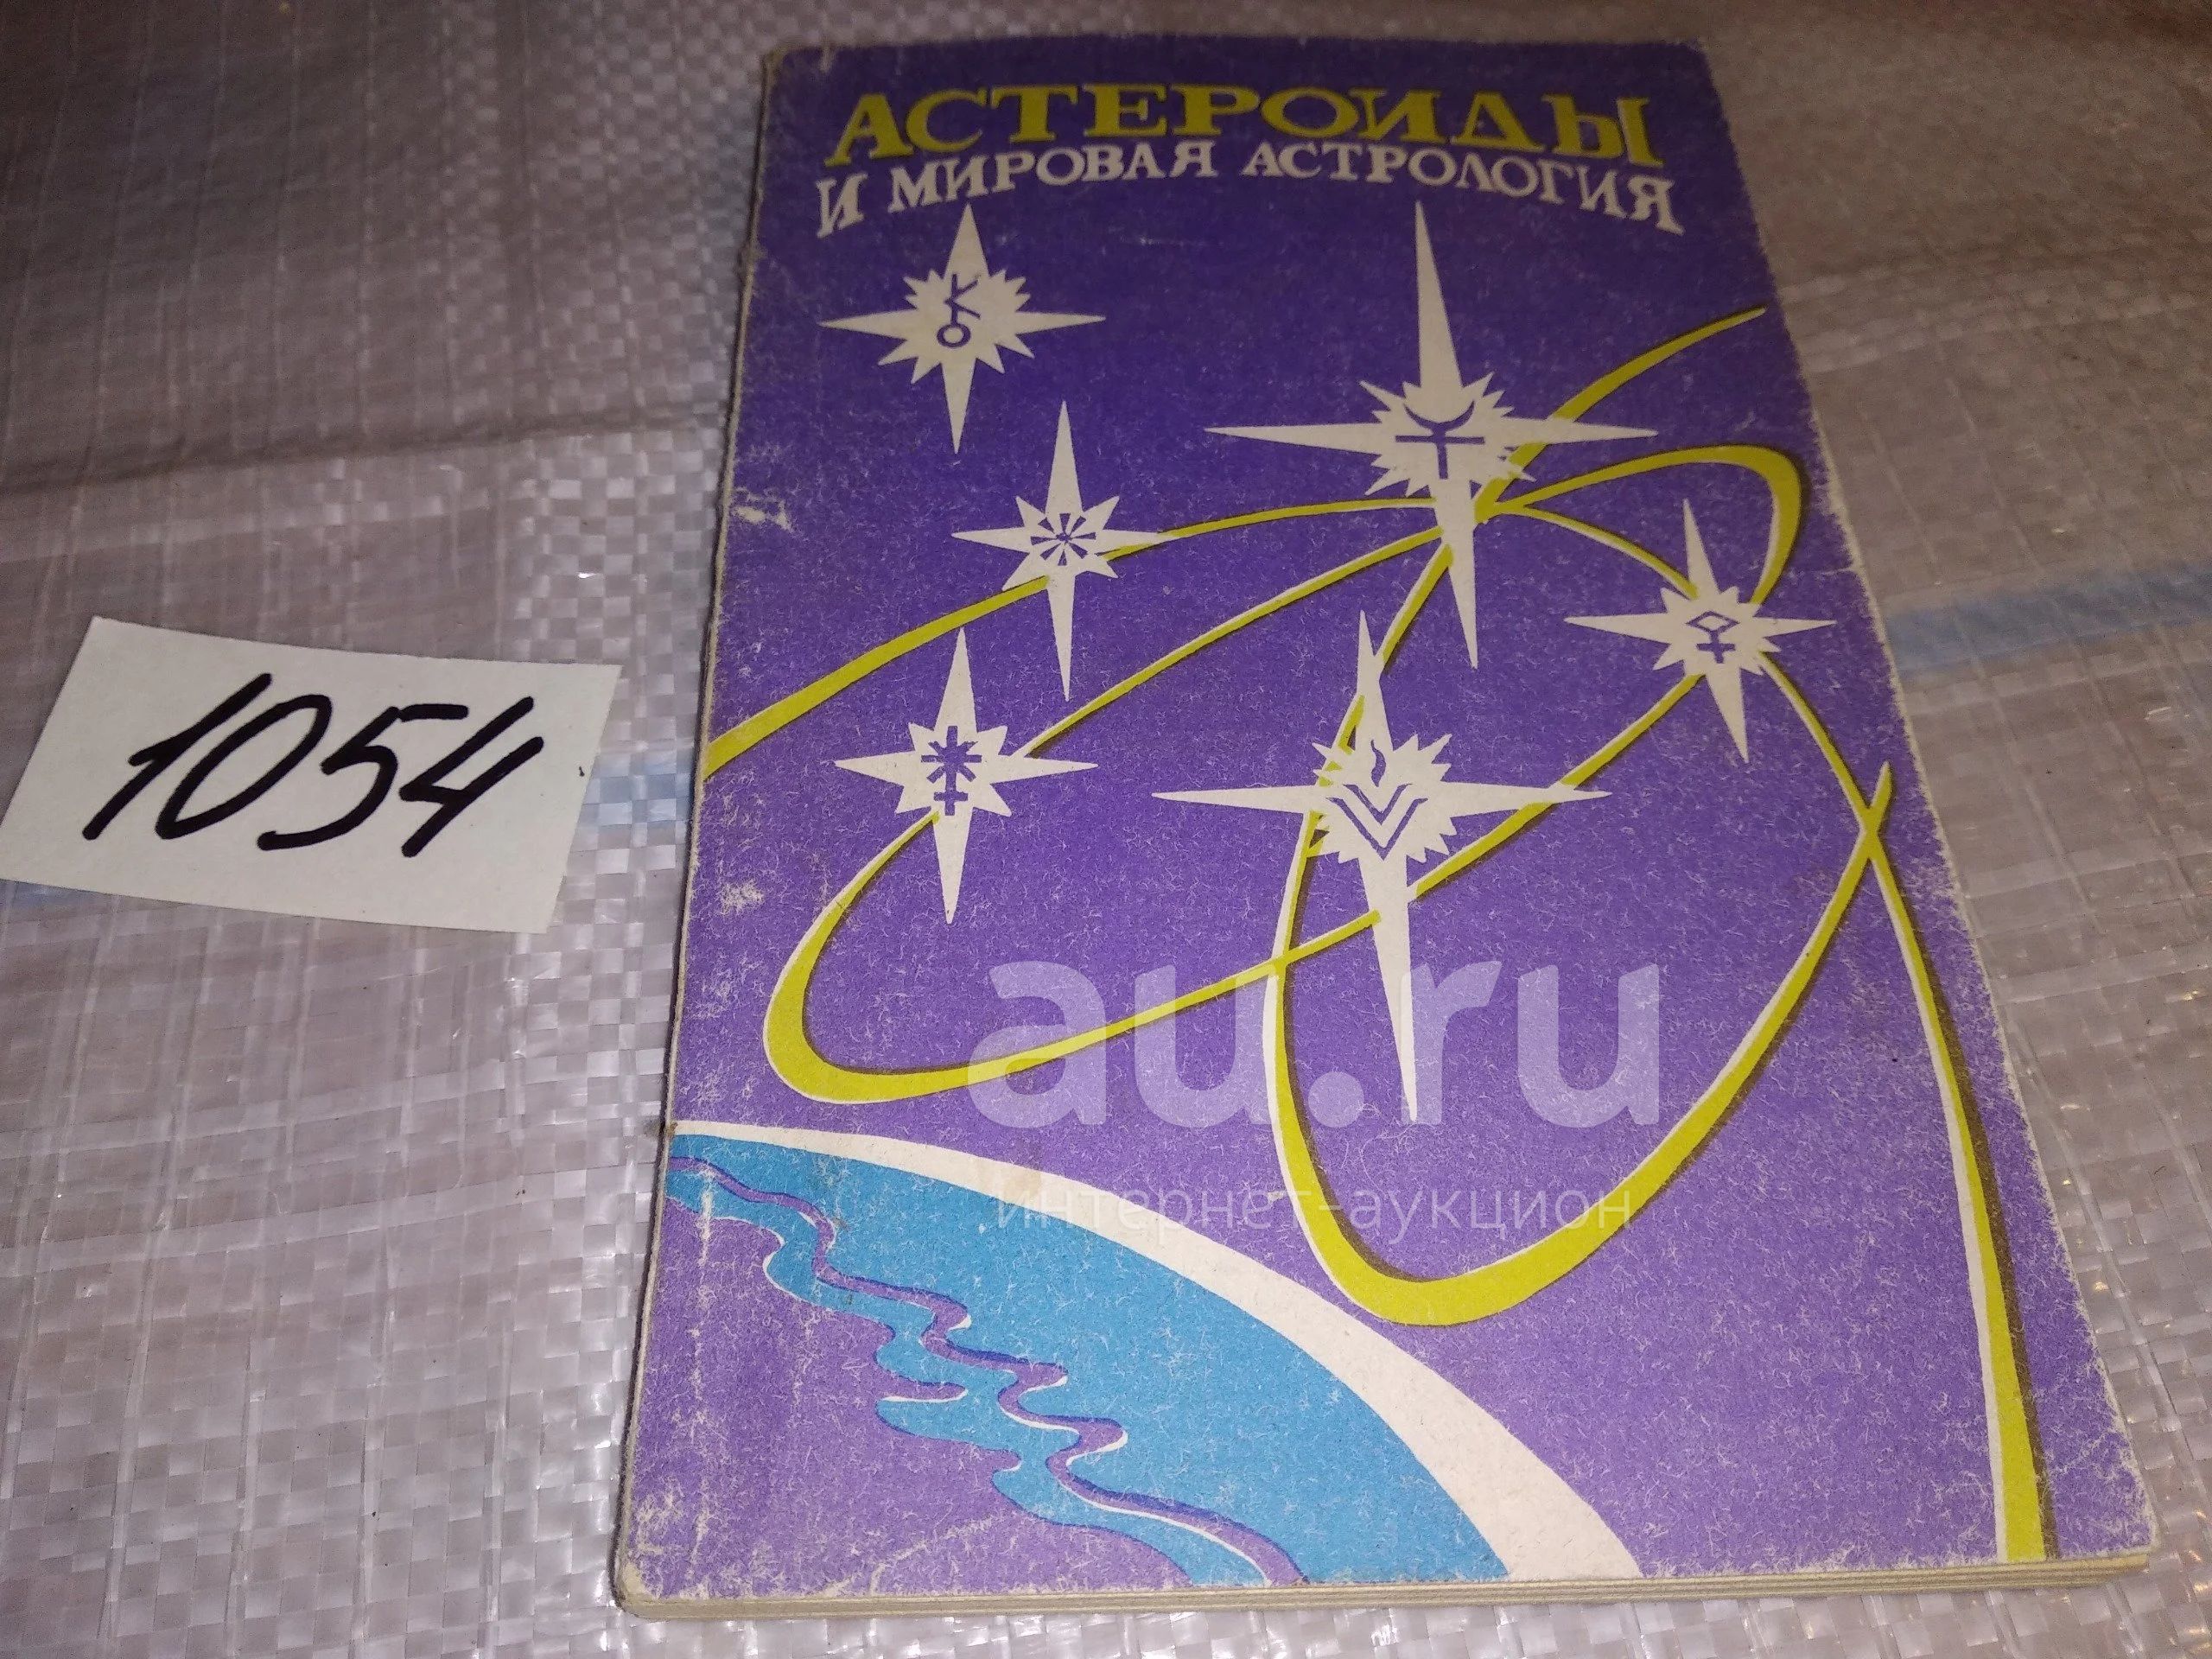 АСТЕРОИДЫ
И МИРОВАЯ АСТРОЛОГИЯ
1054
au.ru
интернет-аукцион